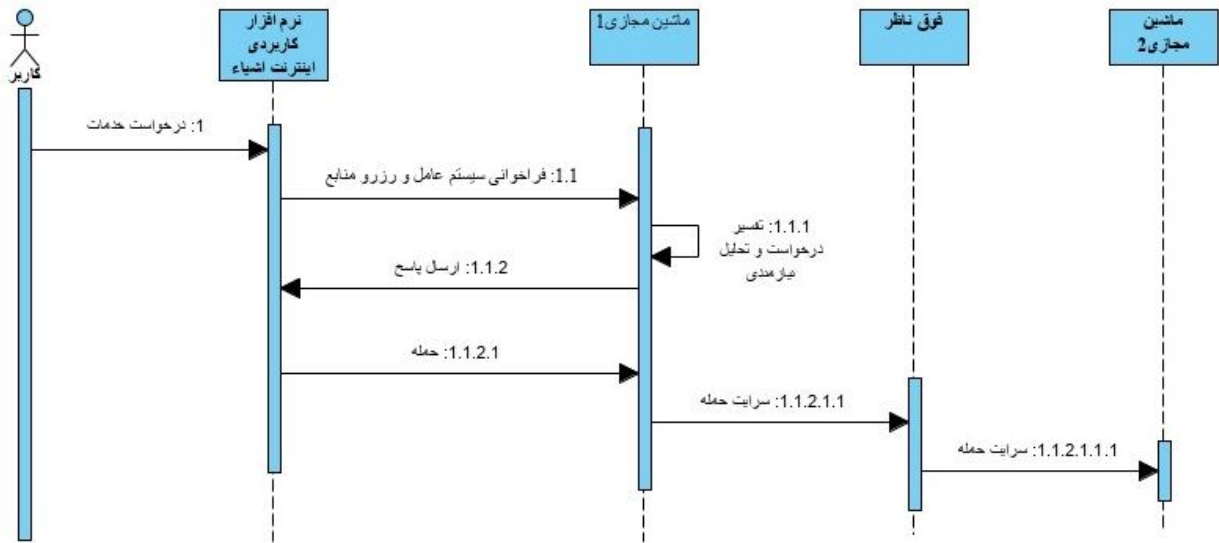 کاربر
نرم افزار
کاربردی
اینترنت اشیاء
ماشین مجازی1
فوق ناظر
ماشین
مجازی2
1: درخواست خدمات
1.1: فراخوانی سیستم عامل و رزرو منابع
1.1.1: تفسیر
درخواست و تحلیل
نیازمندی
1.1.2: ارسال پاسخ
1.1.2.1: حمله
1.1.2.1.1: سرایت حمله
1.1.2.1.1.1: سرایت حمله